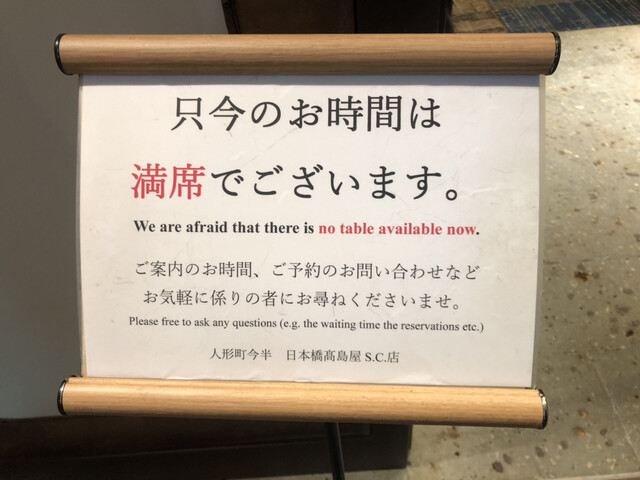 只今のお時間は
満席でございます。
We are afraid that there is no table available now.
ご案内のお時間、ご予約のお問い合わせなど
お気軽に係りの者にお尋ねくださいませ。
Please free to ask any questions (e.g. the waiting time the reservations etc.)
人形町今半　日本橋髙島屋 S.C.店